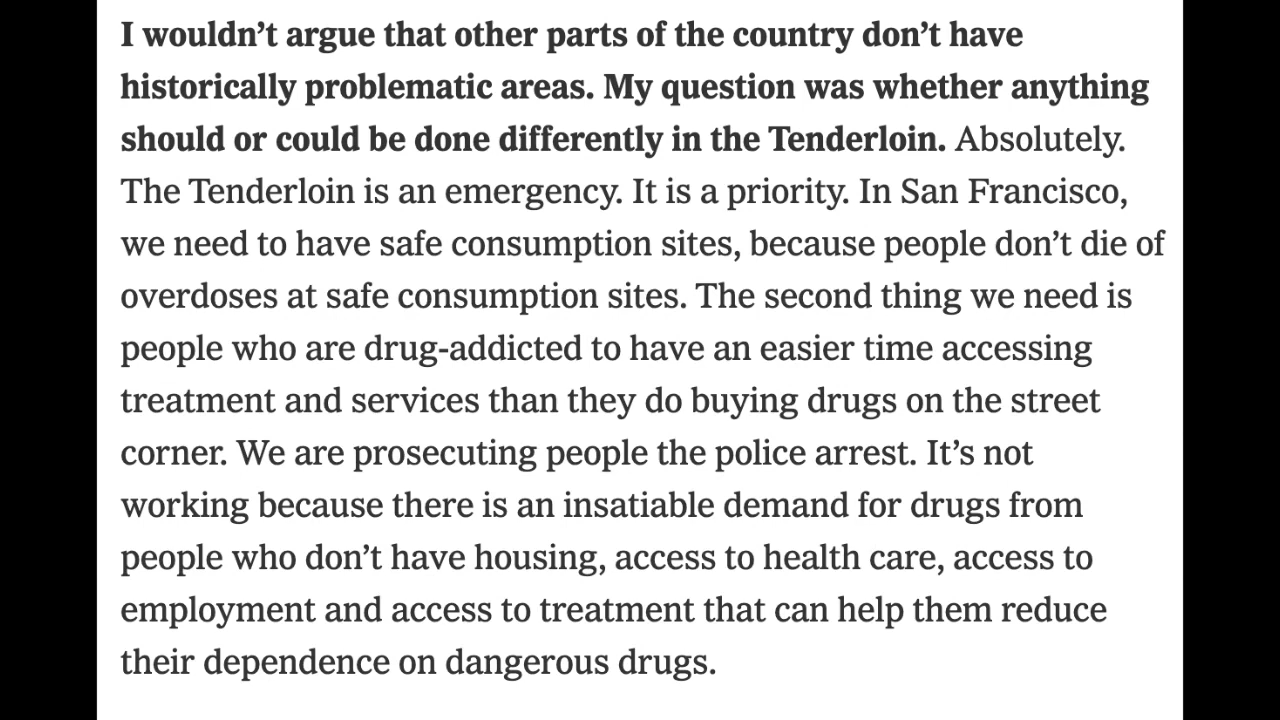 I wouldn’t argue that other parts of the country don’t have
historically problematic areas. My question was whether anything
should or could be done differently in the Tenderloin. Absolutely.
The Tenderloin is an emergency. It is a priority. In San Francisco,
we need to have safe consumption sites, because people don’t die of
overdoses at safe consumption sites. The second thing we need is
people who are drug-addicted to have an easier time accessing
treatment and services than they do buying drugs on the street
corner. We are prosecuting people the police arrest. It’s not
working because there is an insatiable demand for drugs from
people who don’t have housing, access to health care, access to
employment and access to treatment that can help them reduce
their dependence on dangerous drugs.